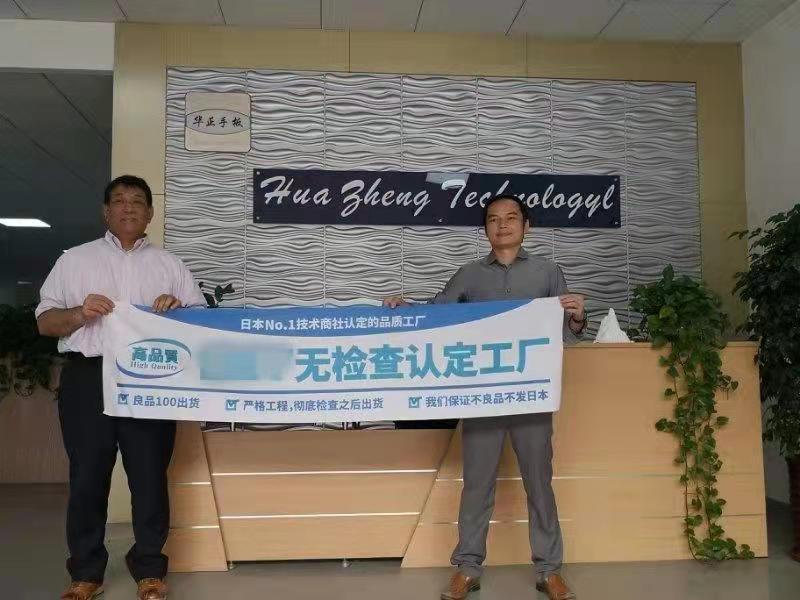 华正手板
Hua Zheng Technologyl
日本No.1技术商社认定的品质工厂
高品質
High Quality
无检查认定工厂
良品100出货
严格工程,彻底检查之后出货
我们保证不良品不发日本